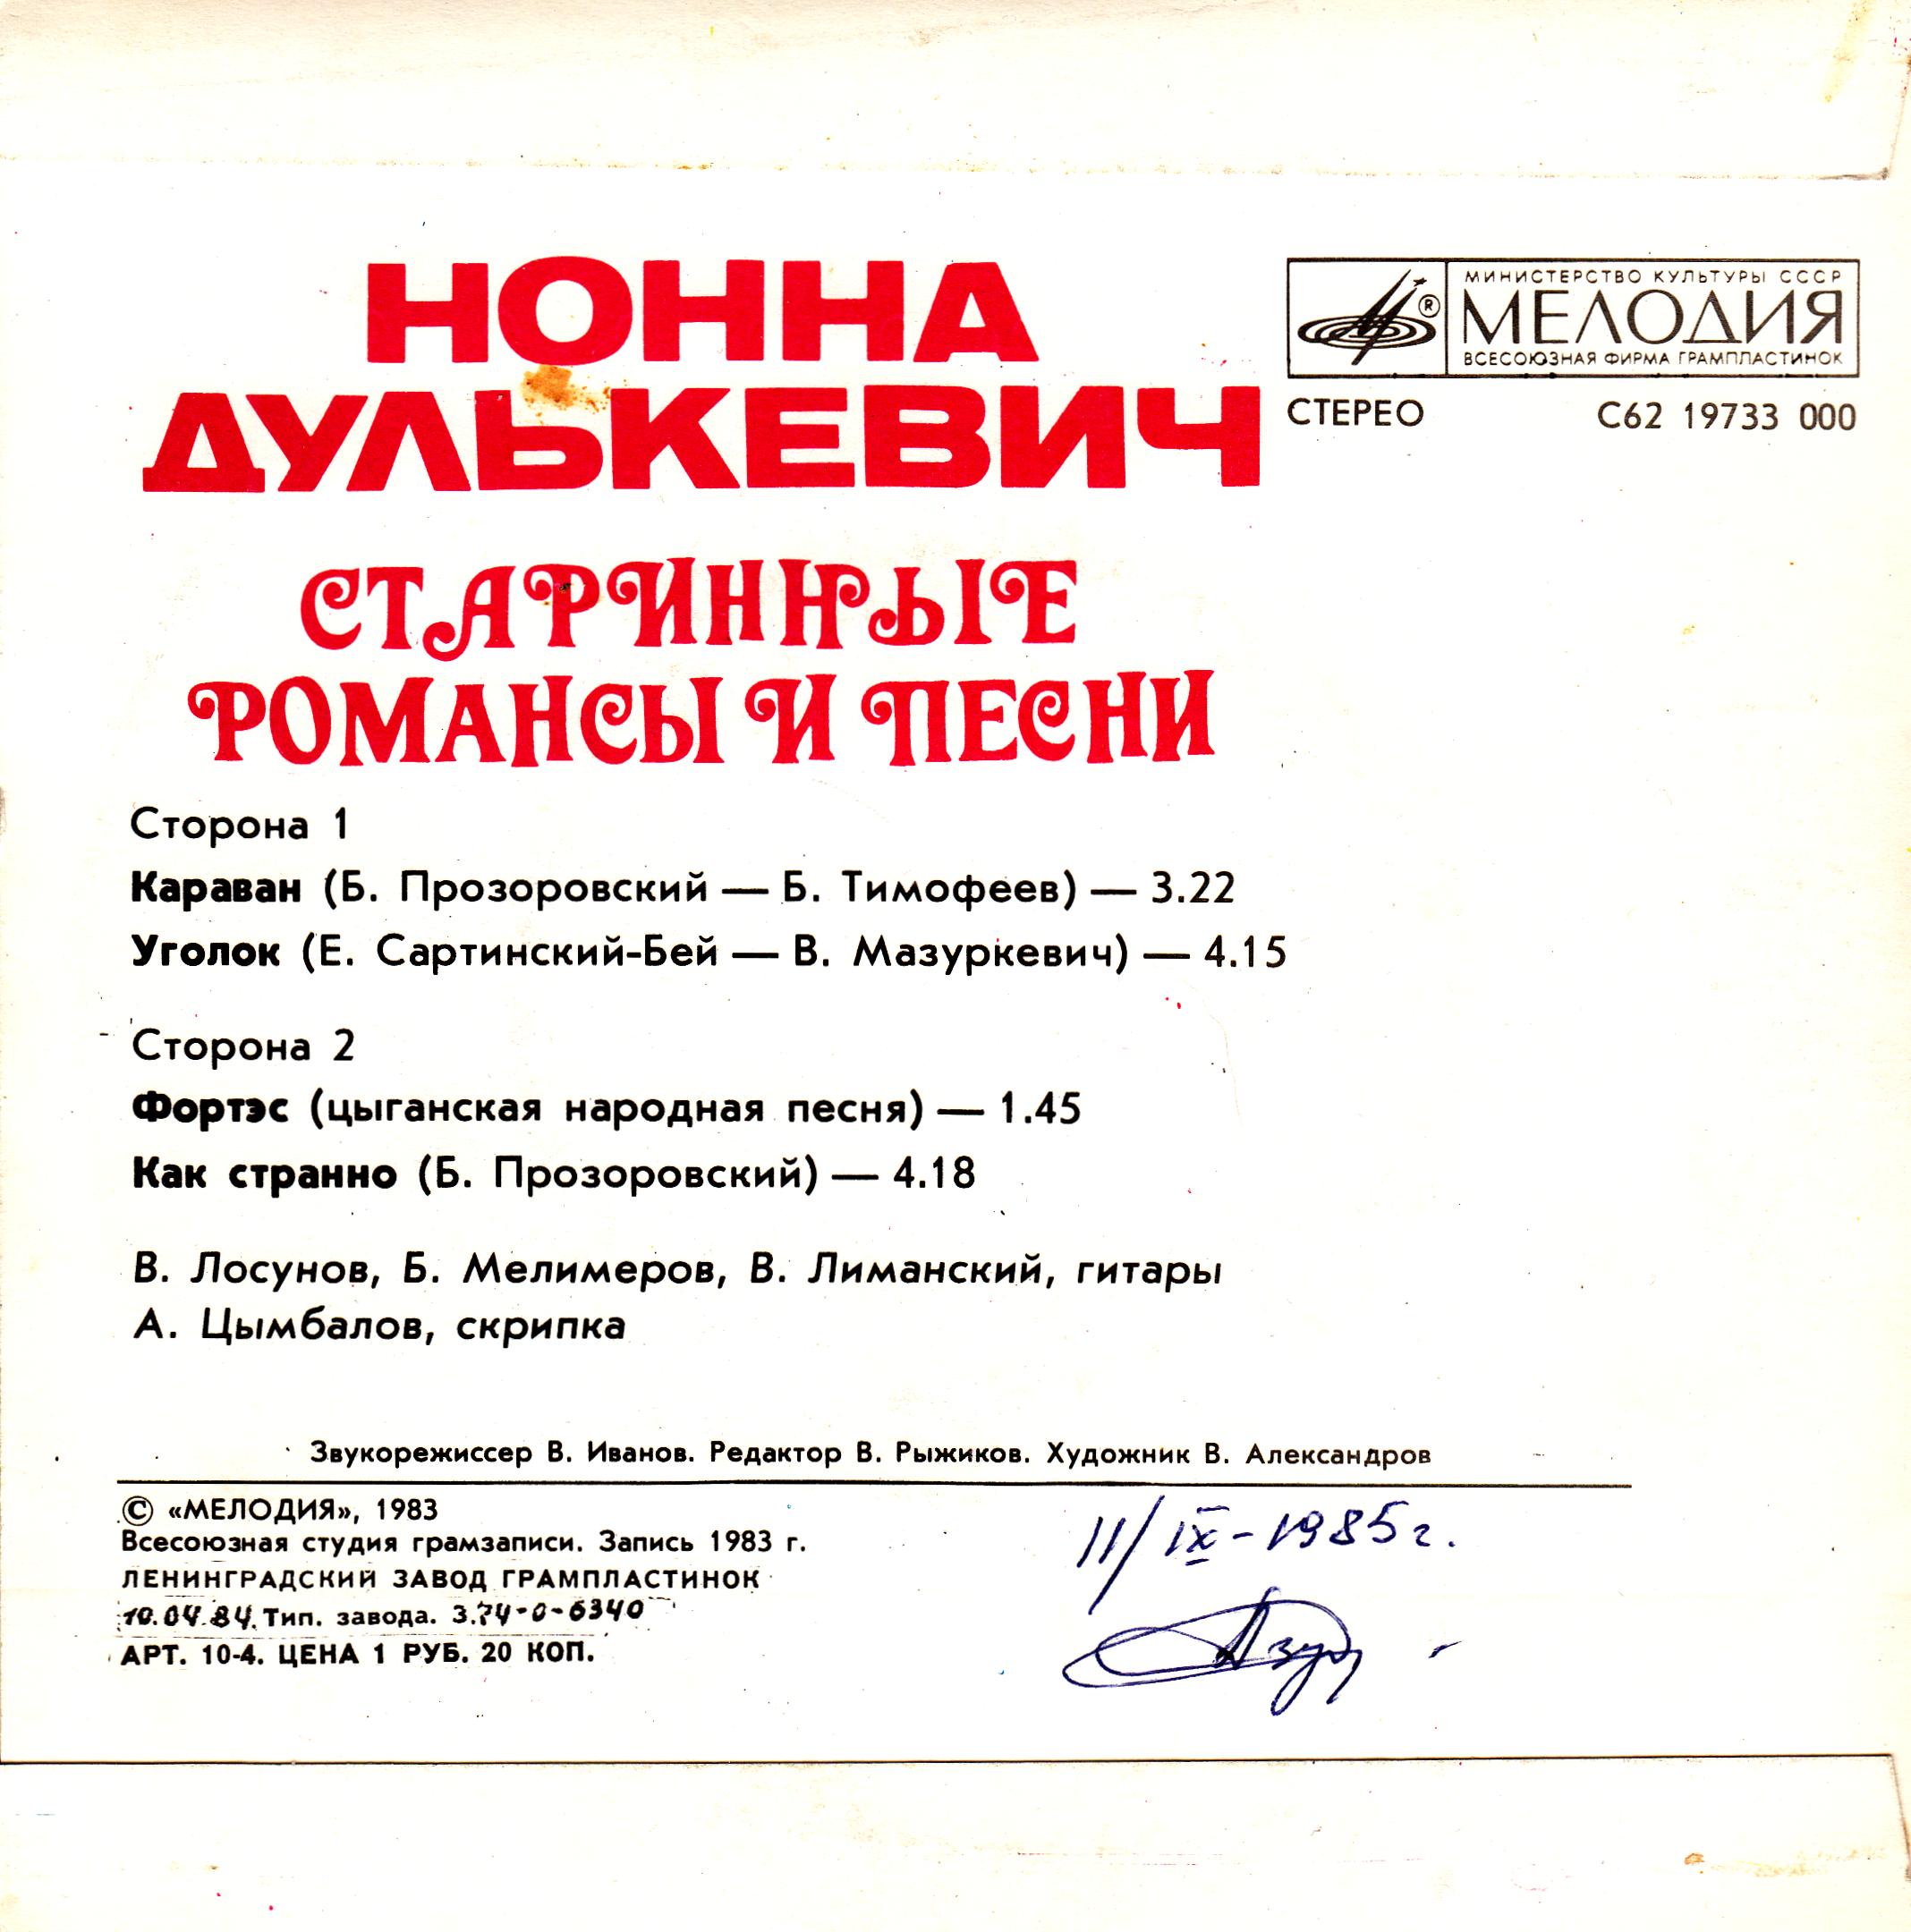 НОННА
ДУЛЬКЕВИЧ
МИНИСТЕРСТВО КУЛЬТУРЫ СССР
МЕЛОДИЯ
ВСЕСОЮЗНАЯ ФИРМА ГРАМПЛАСТИНОК
СТЕРЕО С62 19733 000
СТАРИННЫЕ
РОМАНСЫ И ПЕСНИ
Сторона 1
Караван (Б. Прозоровский — Б. Тимофеев) — 3.22
Уголок (Е. Сартинский-Бей — В. Мазуркевич) — 4.15
Сторона 2
Фортэс (цыганская народная песня) — 1.45
Как странно (Б. Прозоровский) — 4.18
В. Лосунов, Б. Мелимеров, В. Лиманский, гитары
А. Цымбалов, скрипка
Звукорежиссер В. Иванов. Редактор В. Рыжиков. Художник В. Александров
© «МЕЛОДИЯ», 1983
Всесоюзная студия грамзаписи. Запись 1983 г.
ЛЕНИНГРАДСКИЙ ЗАВОД ГРАМПЛАСТИНОК
10.04.84. Тип. завода. З.74-0-6340
АРТ. 10-4. ЦЕНА 1 РУБ. 20 КОП.
11/IX-1985г.